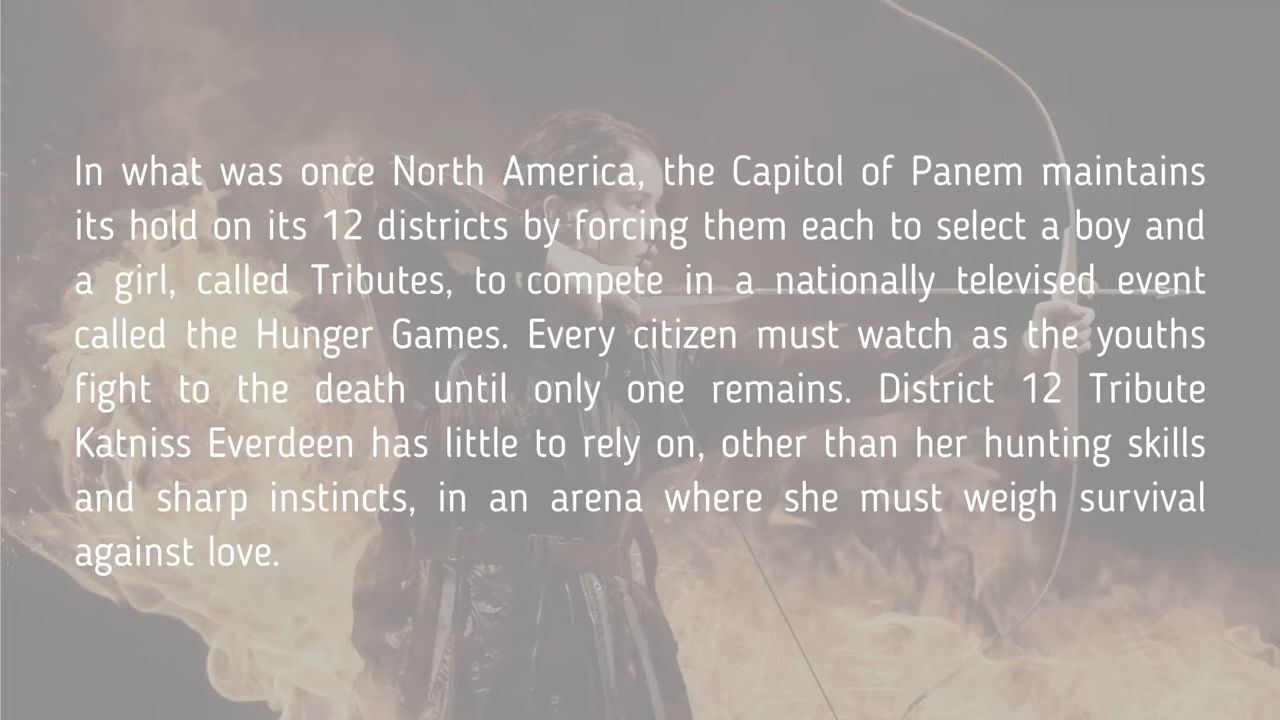 In what was once North America, the Capitol of Panem maintains
its hold on its 12 districts by forcing them each to select a boy and
a girl, called Tributes, to compete in a nationally televised event
called the Hunger Games. Every citizen must watch as the youths
fight to the death until only one remains. District 12 Tribute
Katniss Everdeen has little to rely on, other than her hunting skills
and sharp instincts, in an arena where she must weigh survival
against love.